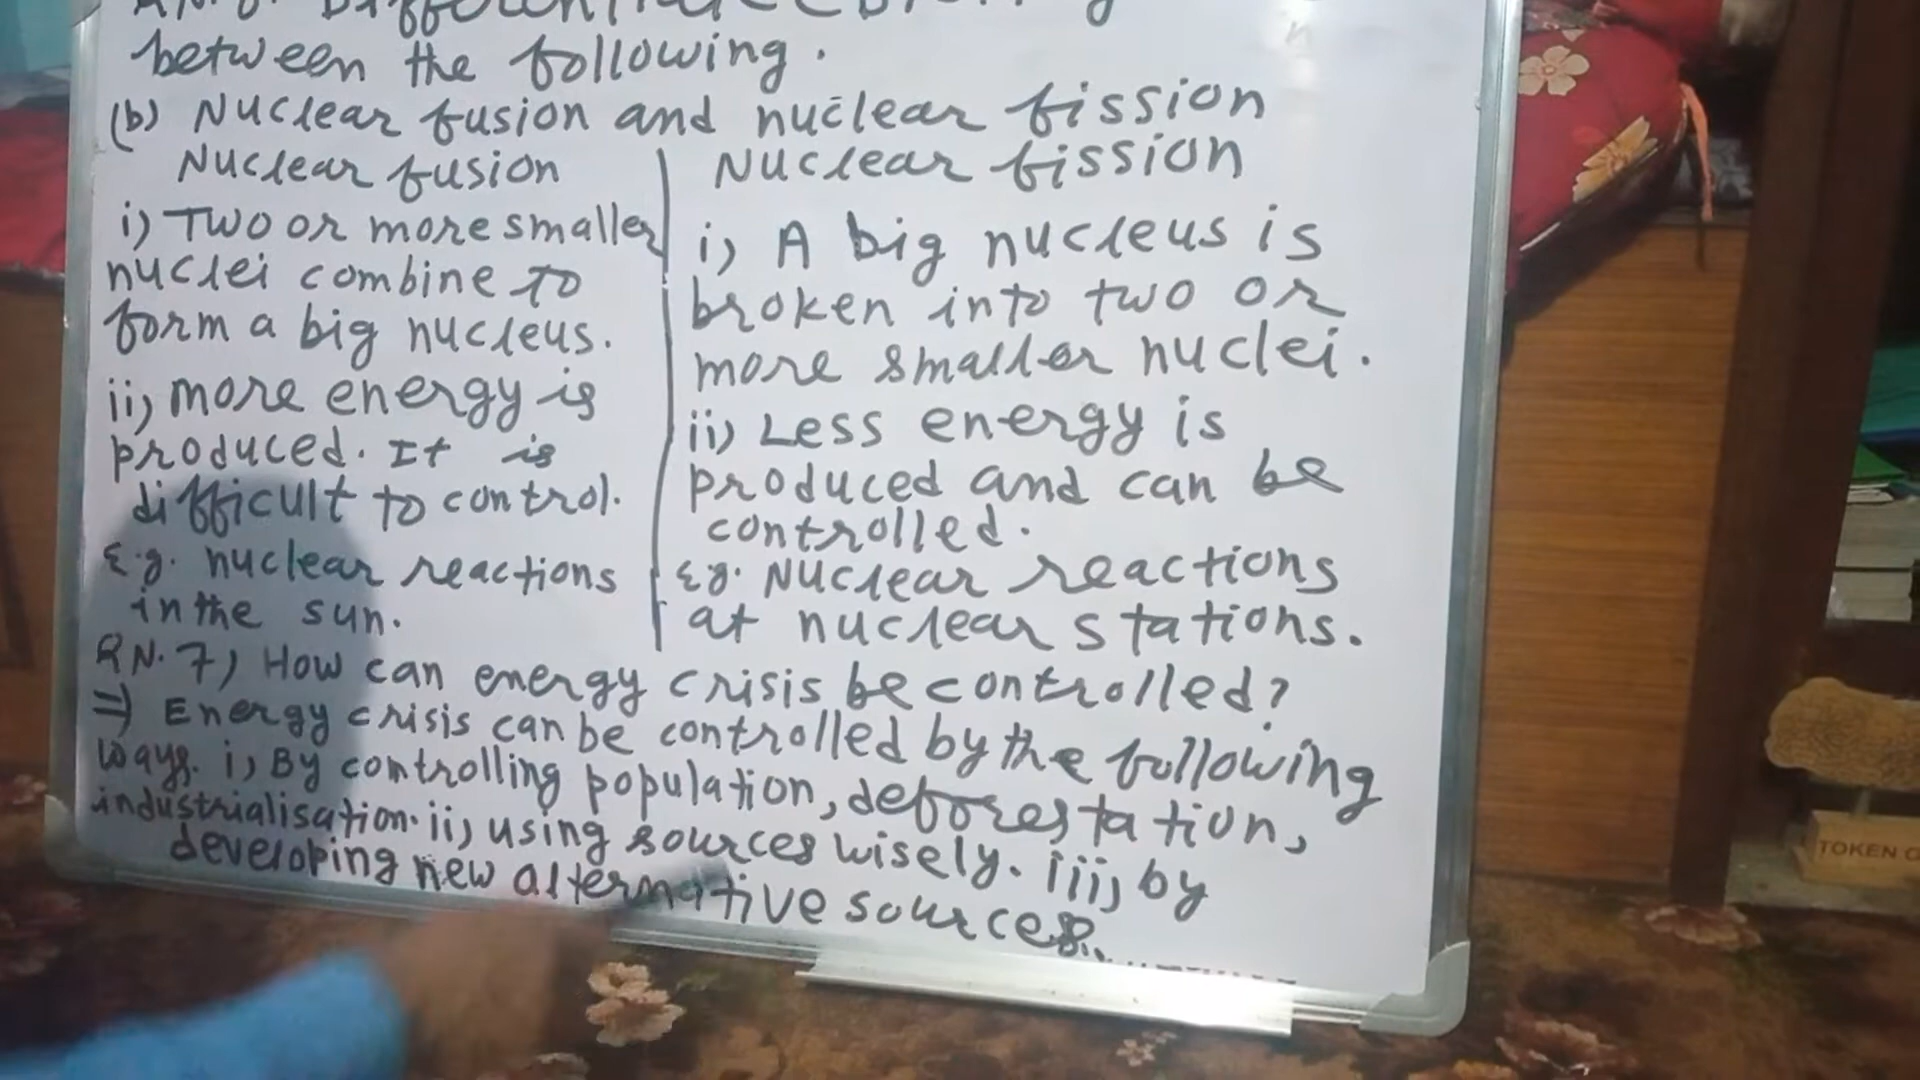 between the following.
(b) Nuclear fusion and nuclear fission
Nuclear fusion
i) Two or more smaller
nuclei combine to
form a big nucleus.
ii) more energy is
produced. It is
difficult to control.
E.g. nuclear reactions
in the sun.
Nuclear fission
i) A big nucleus is
broken into two or
more smaller nuclei.
ii) Less energy is
produced and can be
controlled.
Eg. Nuclear reactions
at nuclear stations.
QN. 7) How can energy crisis be controlled?
⇒ Energy crisis can be controlled by the following
ways. i) By controlling population, deforestation,
industrialisation. ii) using sources wisely. iii) by
developing new alternative sources.
TOKEN